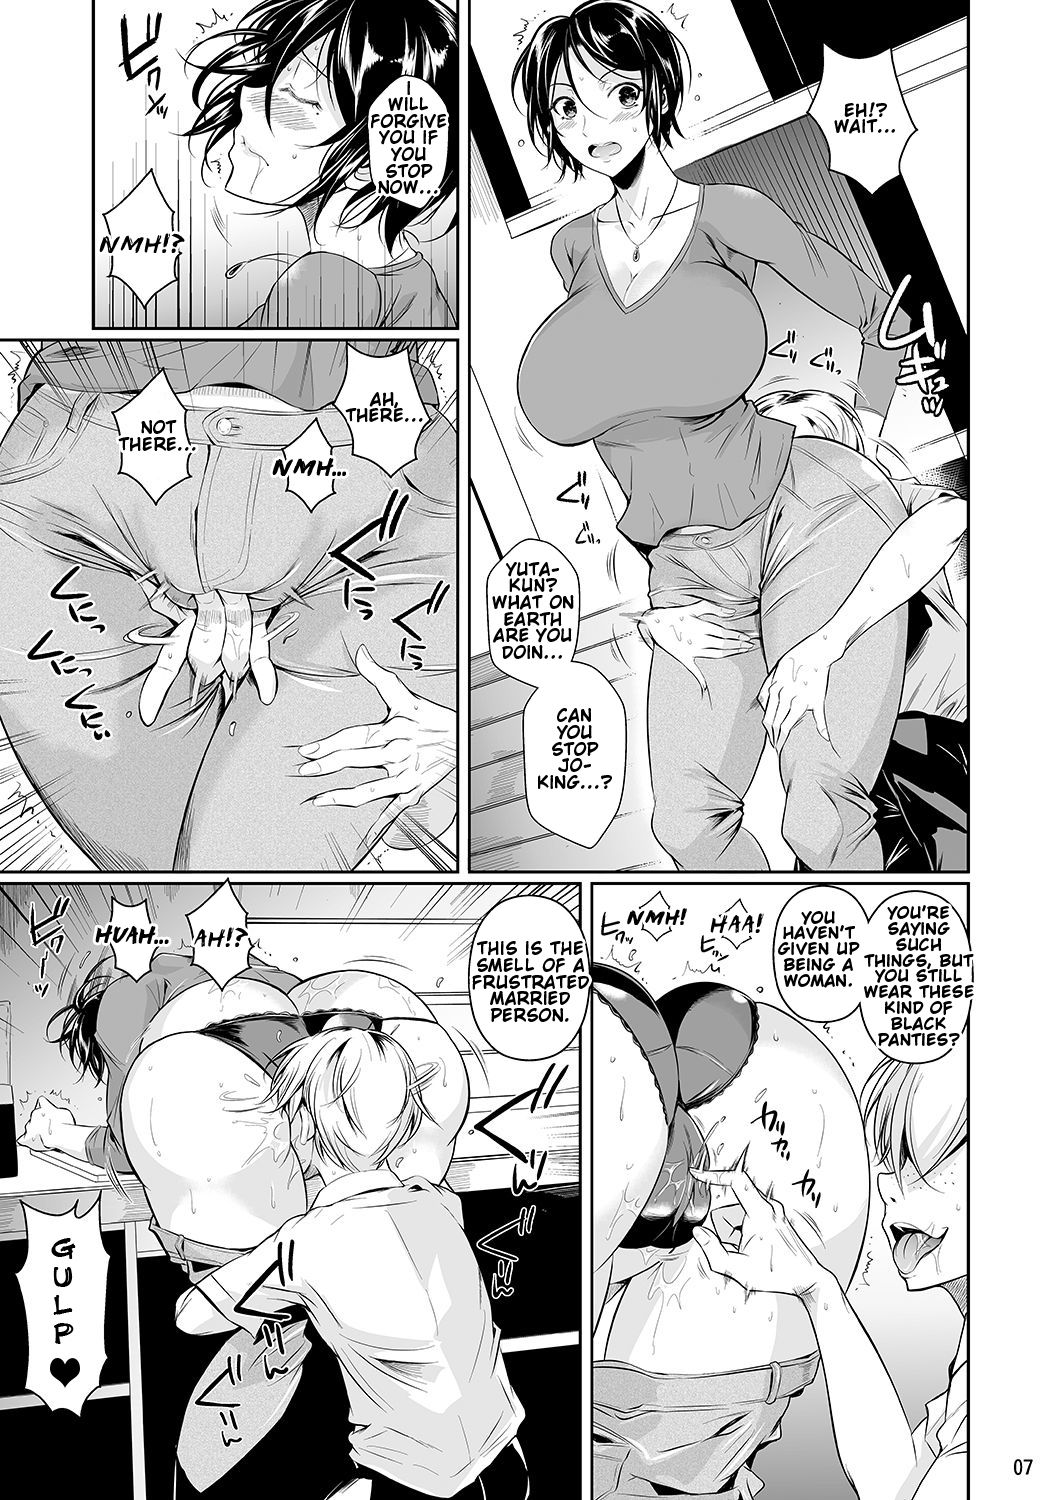 EH!?
WAIT...
YUTA-
KUN?
WHAT ON
EARTH
ARE YOU
DOIN...
CAN
YOU
STOP
JO-
KING...?
I
WILL
FORGIVE
YOU IF
YOU
STOP
NOW...
NMH!?
AH,
THERE...
NOT
THERE...
NMH...
YOU'RE
SAYING
SUCH
THINGS, BUT
YOU STILL
WEAR THESE
KIND OF
BLACK
PANTIES?
YOU
HAVEN'T
GIVEN UP
BEING A
WOMAN.
HAA!
NMH!
THIS IS THE
SMELL OF A
FRUSTRATED
MARRIED
PERSON.
AH!?
HUAH...
GULP♥
07